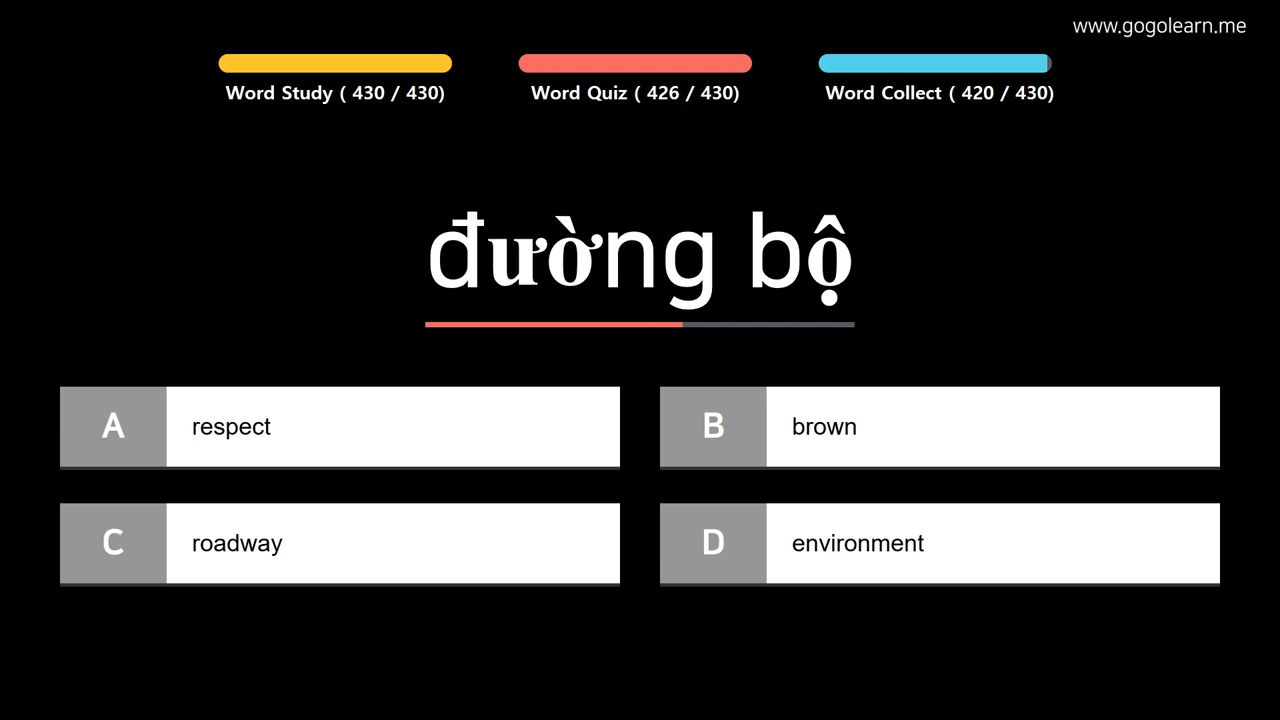 www.gogolearn.me
Word Study ( 430 / 430)
Word Quiz ( 426 / 430)
Word Collect ( 420 / 430)
đường bộ
A respect
B brown
C roadway
D environment